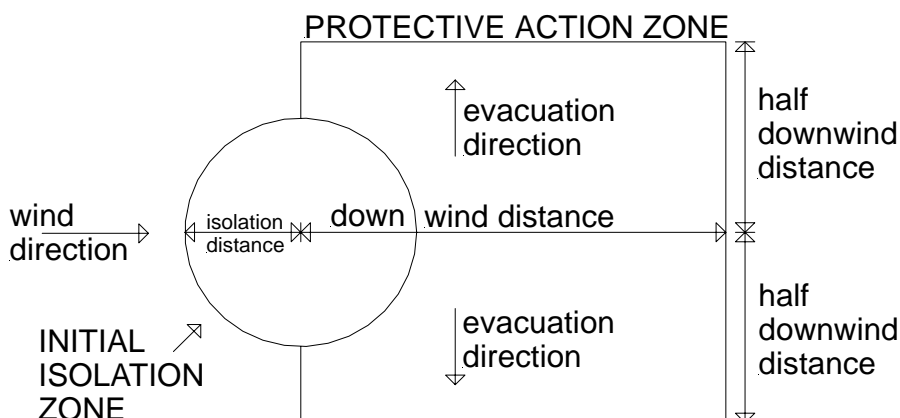 PROTECTIVE ACTION ZONE
evacuation
direction
half
downwind
distance
wind
direction
isolation
distance
down wind distance
evacuation
direction
half
downwind
distance
INITIAL
ISOLATION
ZONE